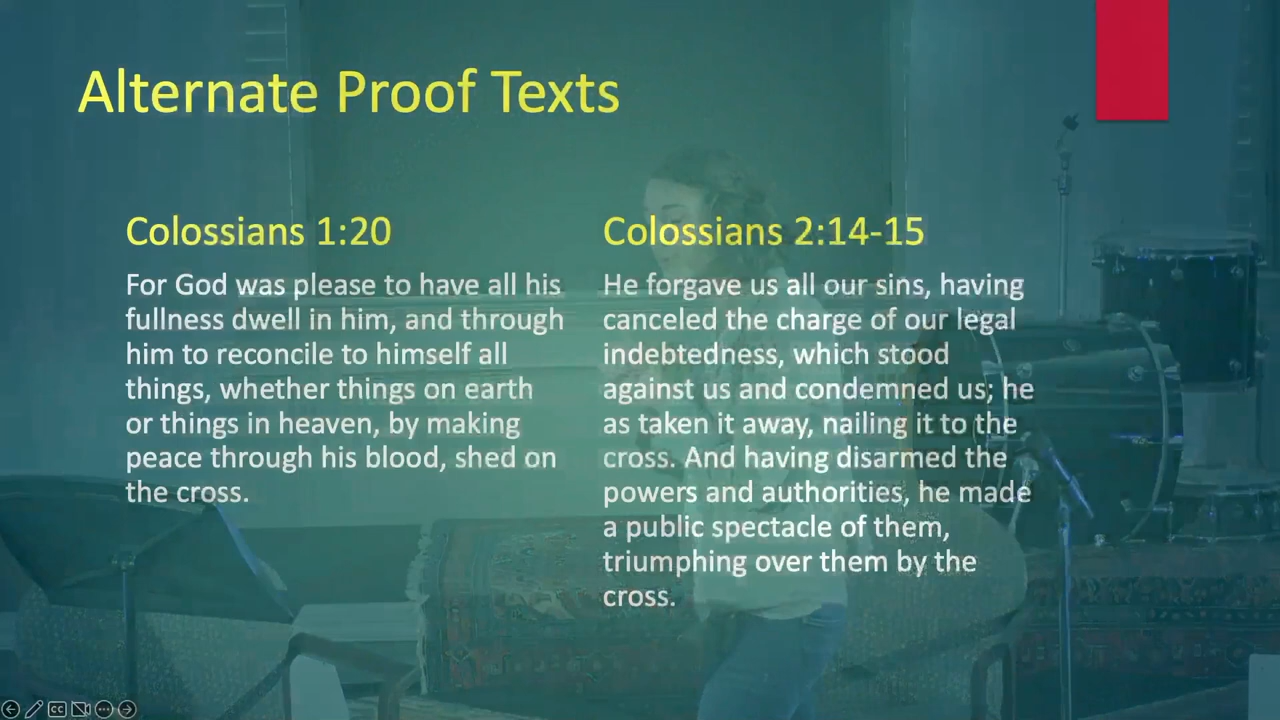 Alternate Proof Texts
Colossians 1:20
For God was please to have all his
fullness dwell in him, and through
him to reconcile to himself all
things, whether things on earth
or things in heaven, by making
peace through his blood, shed on
the cross.
Colossians 2:14-15
He forgave us all our sins, having
canceled the charge of our legal
indebtedness, which stood
against us and condemned us; he
as taken it away, nailing it to the
cross. And having disarmed the
powers and authorities, he made
a public spectacle of them,
triumphing over them by the
cross.
CC